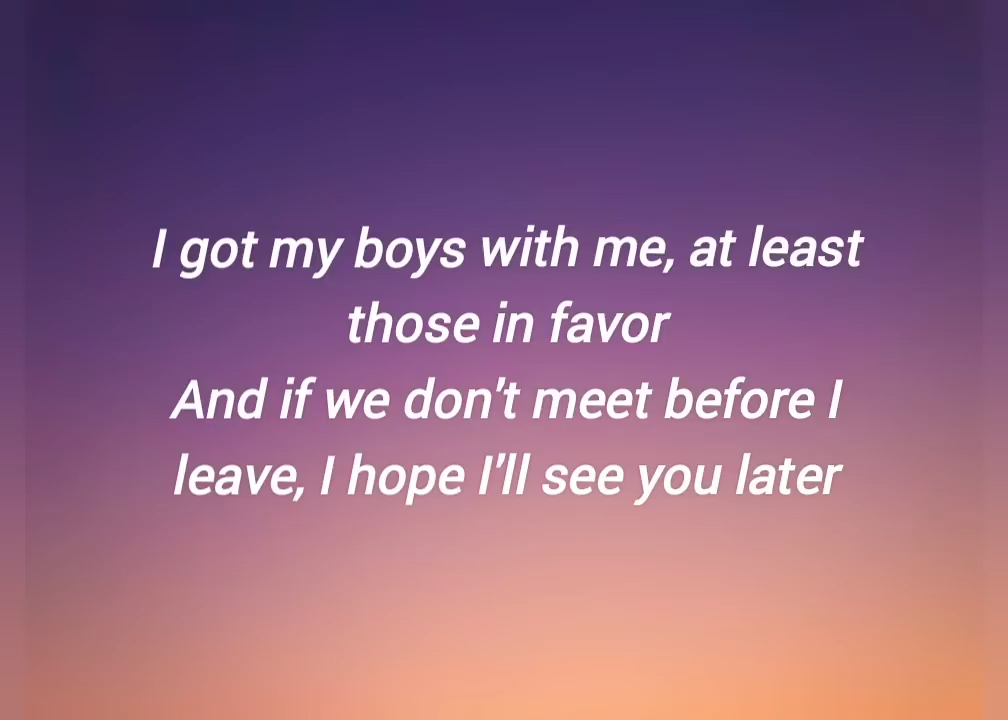 I got my boys with me, at least
those in favor
And if we don't meet before I
leave, I hope I'll see you later